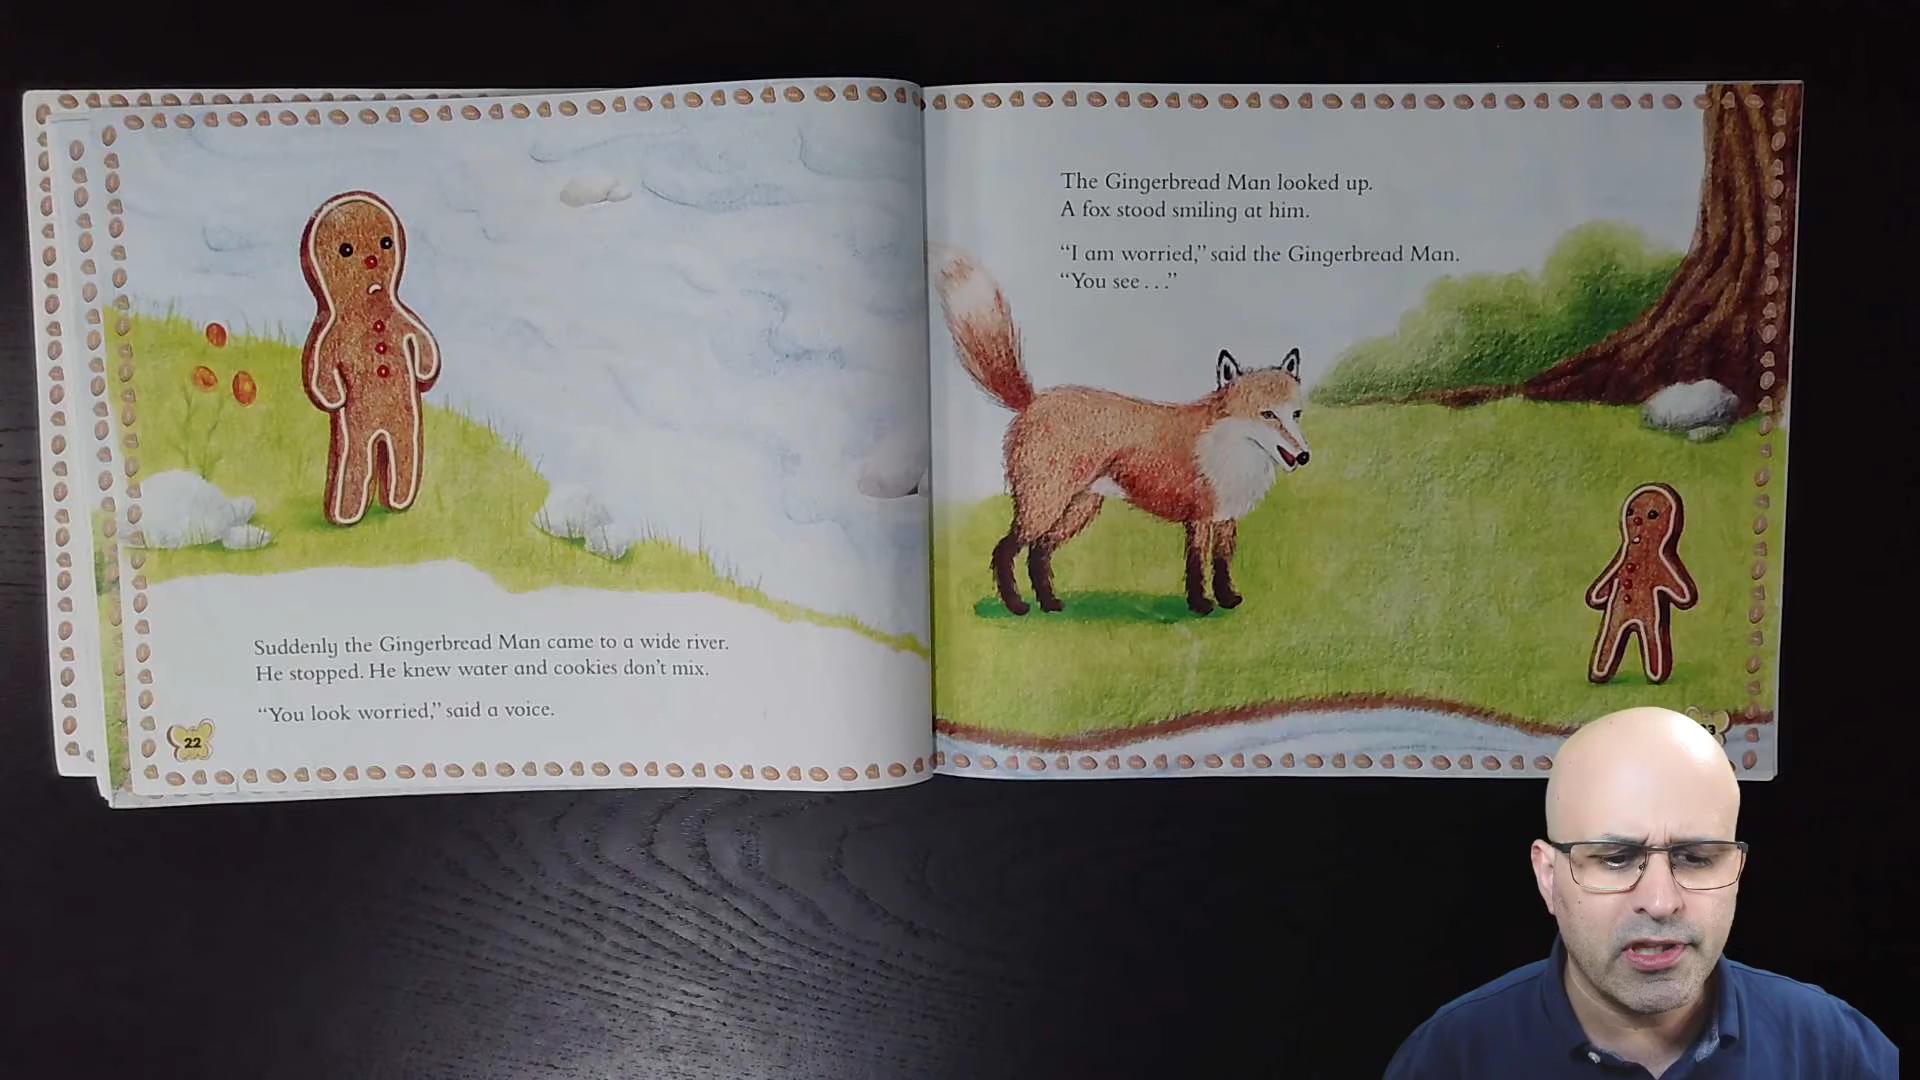 Suddenly the Gingerbread Man came to a wide river.
He stopped. He knew water and cookies don't mix.
“You look worried,” said a voice.
22
The Gingerbread Man looked up.
A fox stood smiling at him.
“I am worried,” said the Gingerbread Man.
“You see . . .”